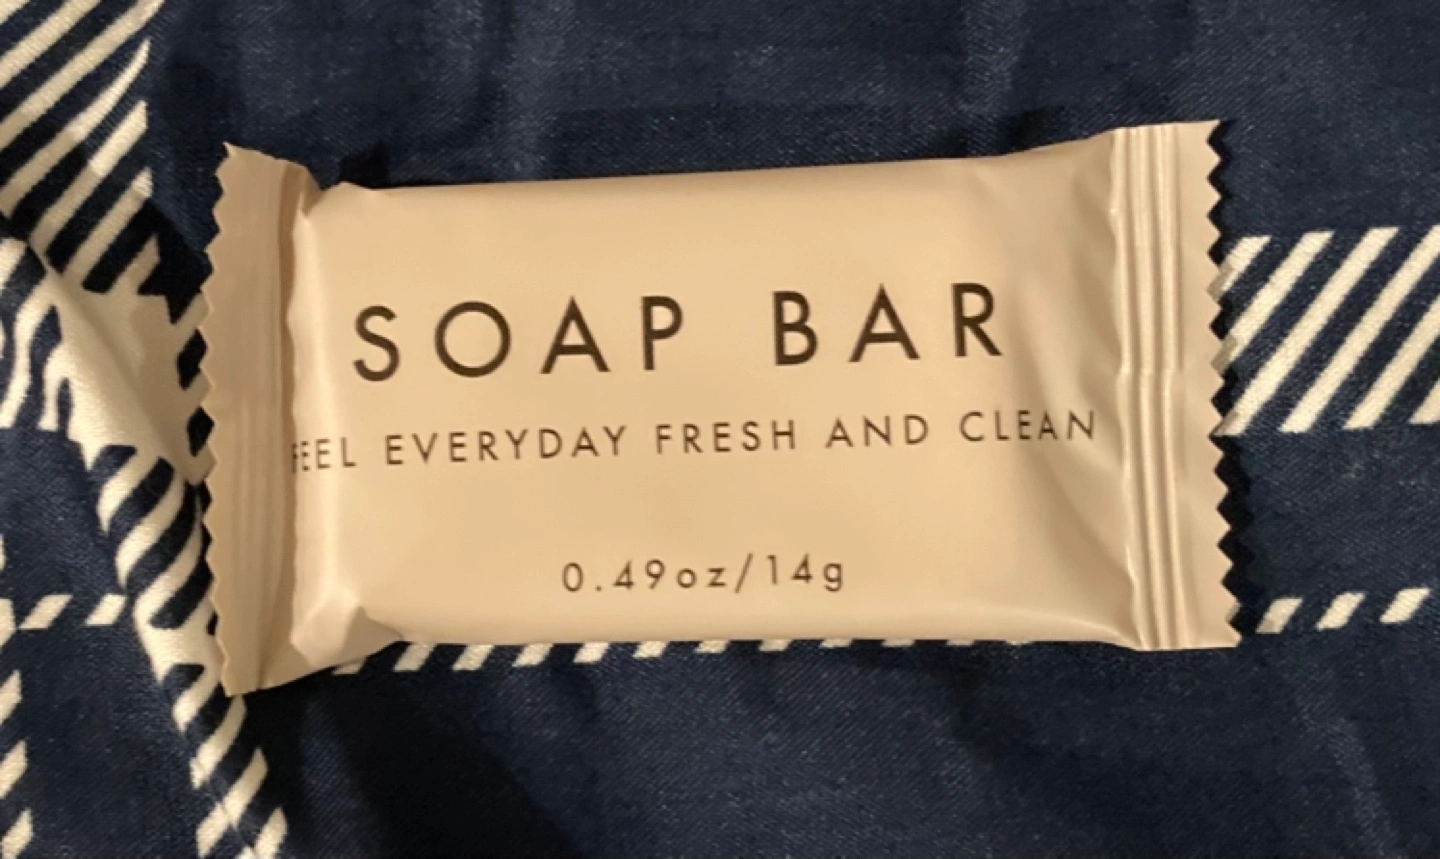 SOAP BAR
FEEL EVERYDAY FRESH AND CLEAN
0.49oz/14g